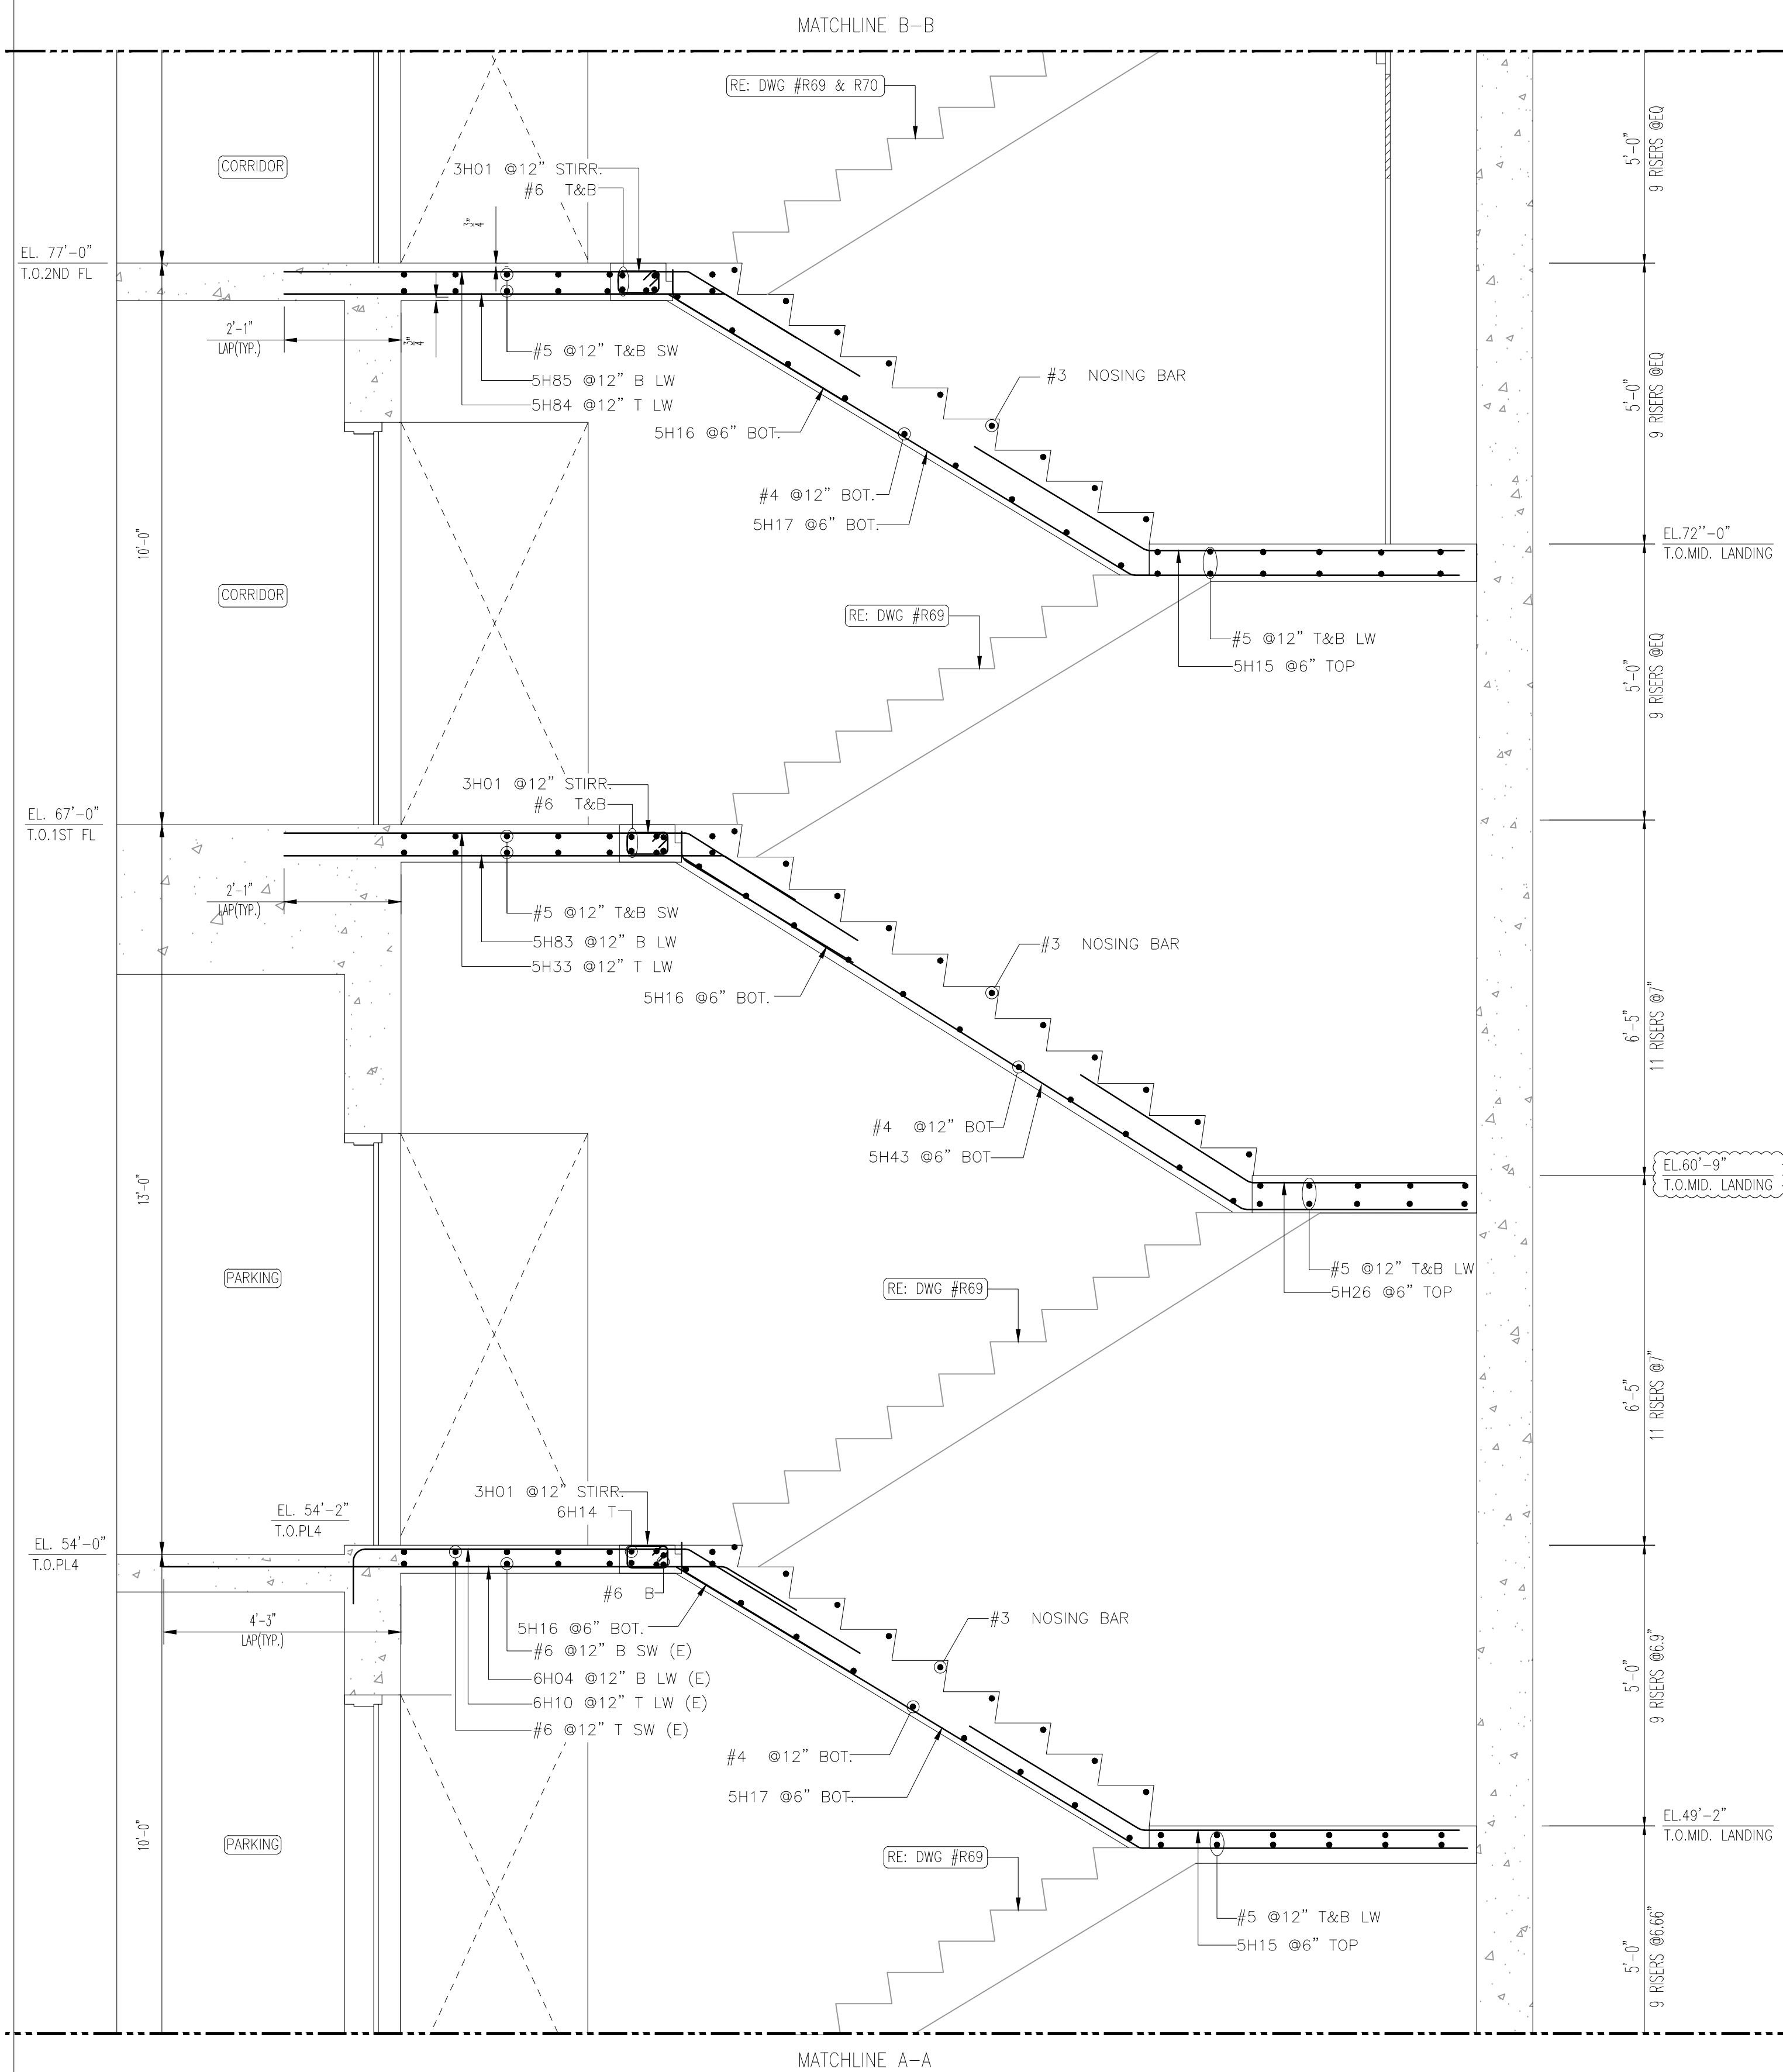 MATCHLINE B-B
RE: DWG #R69 & R70
CORRIDOR
3H01 @12" STIRR.
#6 T&B
3/4"
EL. 77'-0"
T.O.2ND FL
2'-1"
LAP(TYP.)
3/4"
#5 @12" T&B SW
5H85 @12" B LW
5H84 @12" T LW
5H16 @6" BOT.
#3 NOSING BAR
#4 @12" BOT.
5H17 @6" BOT.
5'-0"
9 RISERS @EQ
5'-0"
9 RISERS @EQ
EL.72''-0"
T.O.MID. LANDING
10'-0"
CORRIDOR
RE: DWG #R69
#5 @12" T&B LW
5H15 @6" TOP
5'-0"
9 RISERS @EQ
3H01 @12" STIRR.
#6 T&B
EL. 67'-0"
T.O.1ST FL
2'-1"
LAP(TYP.)
#5 @12" T&B SW
5H83 @12" B LW
5H33 @12" T LW
5H16 @6" BOT.
#3 NOSING BAR
6'-5"
11 RISERS @7"
#4 @12" BOT
5H43 @6" BOT
EL.60'-9"
T.O.MID. LANDING
13'-0"
PARKING
RE: DWG #R69
#5 @12" T&B LW
5H26 @6" TOP
6'-5"
11 RISERS @7"
3H01 @12" STIRR.
6H14 T
EL. 54'-2"
T.O.PL4
EL. 54'-0"
T.O.PL4
#6 B
4'-3"
LAP(TYP.)
5H16 @6" BOT.
#6 @12" B SW (E)
6H04 @12" B LW (E)
6H10 @12" T LW (E)
#6 @12" T SW (E)
#3 NOSING BAR
#4 @12" BOT.
5H17 @6" BOT.
5'-0"
9 RISERS @6.9"
EL.49'-2"
T.O.MID. LANDING
10'-0"
PARKING
RE: DWG #R69
#5 @12" T&B LW
5H15 @6" TOP
5'-0"
9 RISERS @6.66"
MATCHLINE A-A